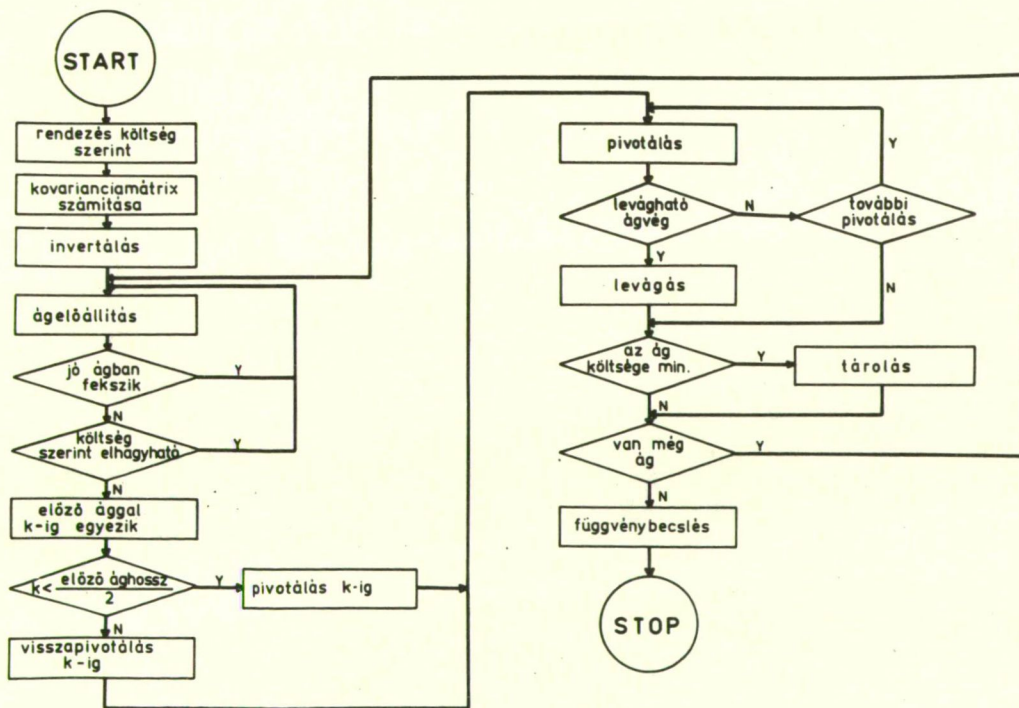 START
rendezés költség
szerint
kovarianciamátrix
számítása
invertálás
ágelőállítás
jó ágban
fekszik
Y
N
költség
szerint elhagyható
Y
N
előző ággal
k-ig egyezik
k< előző ághossz
2
Y
pivotálás k-ig
N
visszapivotálás
k-ig
pivotálás
Y
levágható
ágvég
N
további
pivotálás
Y
N
levágás
az ág
költsége min.
Y
tárolás
N
van még
ág
Y
N
függvénybecslés
STOP